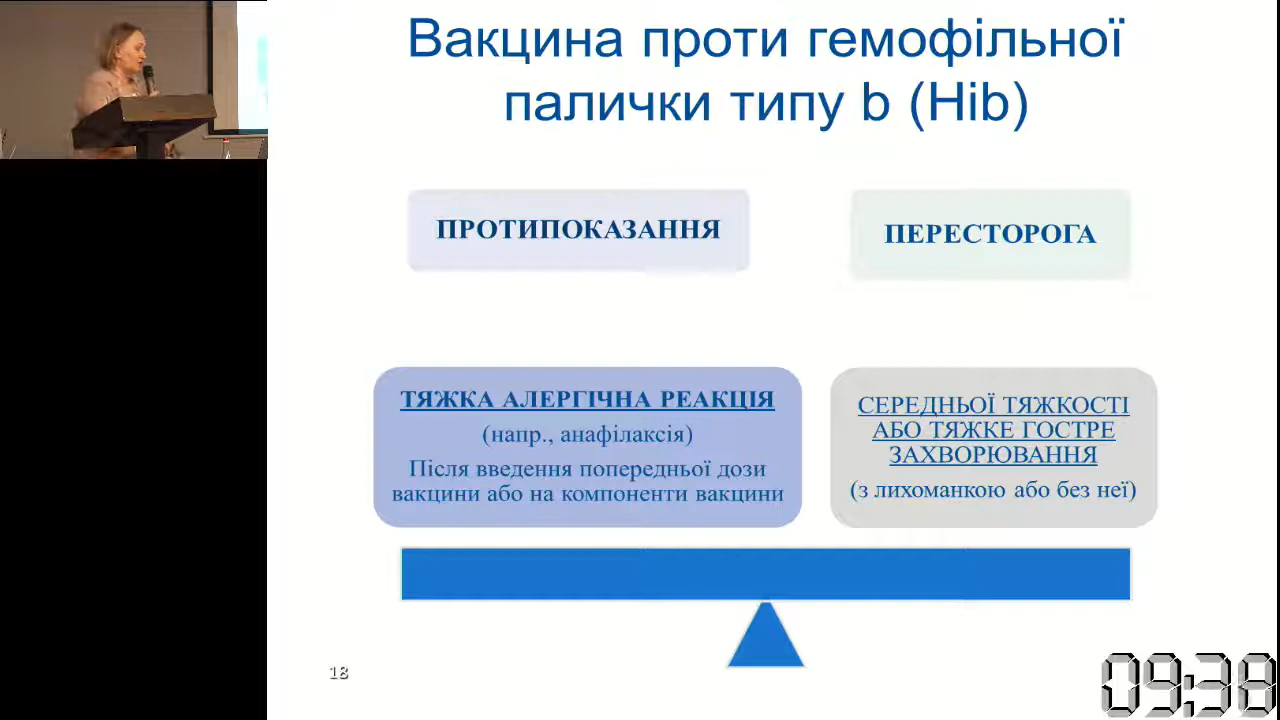 Вакцина проти гемофільної
палички типу b (Hib)
ПРОТИПОКАЗАННЯ
ПЕРЕСТОРОГА
ТЯЖКА АЛЕРГІЧНА РЕАКЦІЯ
(напр., анафілаксія)
Після введення попередньої дози
вакцини або на компоненти вакцини
СЕРЕДНЬОЇ ТЯЖКОСТІ
АБО ТЯЖКЕ ГОСТРЕ
ЗАХВОРЮВАННЯ
(з лихоманкою або без неї)
18
09:38